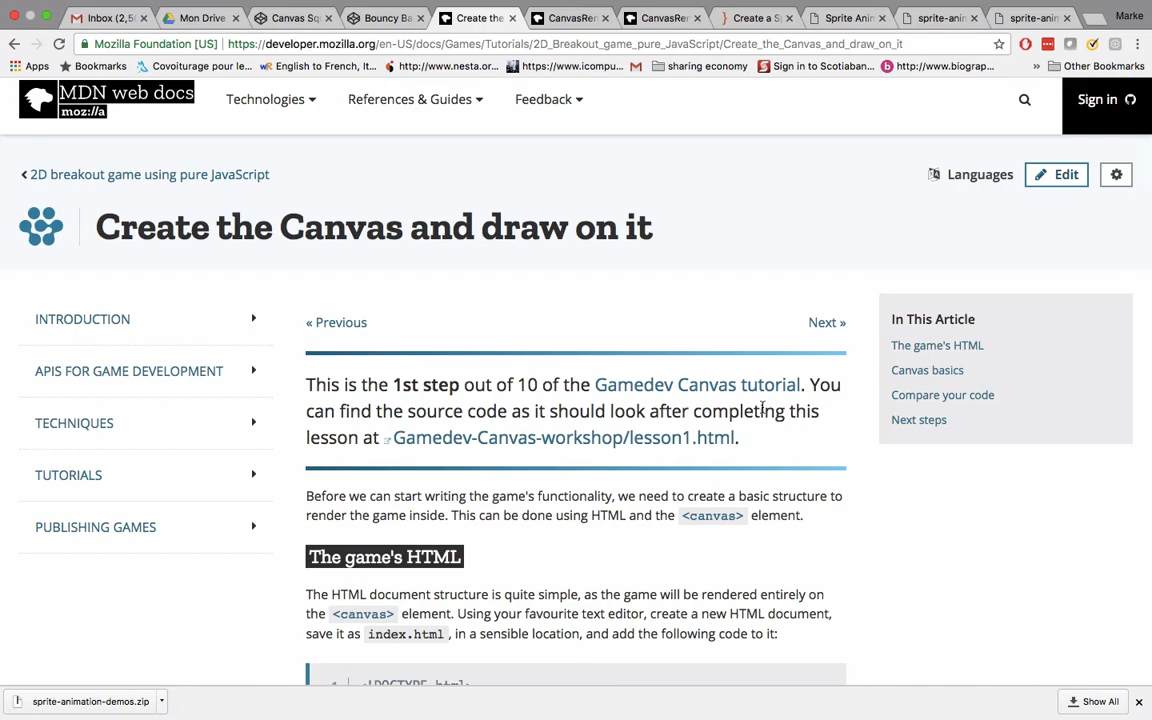 Inbox (2,5
Mon Drive
Canvas Squ
Bouncy Ba
Create the
CanvasRen
CanvasRen
Create a S
Sprite Ani
sprite-anin
sprite-anin
Marke
Mozilla Foundation [US]
https://developer.mozilla.org/en-US/docs/Games/Tutorials/2D_Breakout_game_pure_JavaScript/Create_the_Canvas_and_draw_on_it
Apps
Bookmarks
Covoiturage pour le...
English to French, It...
http://www.nesta.or...
https://www.icompu...
sharing economy
Sign in to Scotiaban...
http://www.biograp...
»
Other Bookmarks
MDN web docs
moz://a
Technologies
References & Guides
Feedback
Sign in
2D breakout game using pure JavaScript
Languages
Edit
Create the Canvas and draw on it
INTRODUCTION
APIS FOR GAME DEVELOPMENT
TECHNIQUES
TUTORIALS
PUBLISHING GAMES
« Previous
Next »
This is the 1st step out of 10 of the Gamedev Canvas tutorial. You
can find the source code as it should look after completing this
lesson at Gamedev-Canvas-workshop/lesson1.html.
Before we can start writing the game's functionality, we need to create a basic structure to
render the game inside. This can be done using HTML and the <canvas> element.
The game's HTML
The HTML document structure is quite simple, as the game will be rendered entirely on
the <canvas> element. Using your favourite text editor, create a new HTML document,
save it as index.html, in a sensible location, and add the following code to it:
1 <!DOCTYPE html>
In This Article
The game's HTML
Canvas basics
Compare your code
Next steps
sprite-animation-demos.zip
Show All